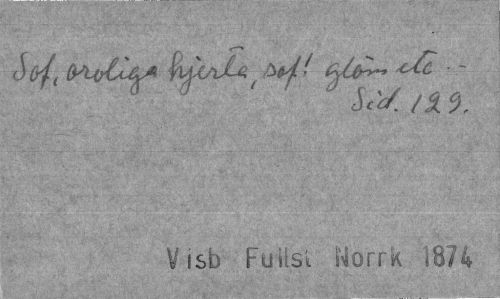 Sof, oroliga hjerta, sof! glöm etc. -
Sid. 129.
Visb Fullst Norrk 1874